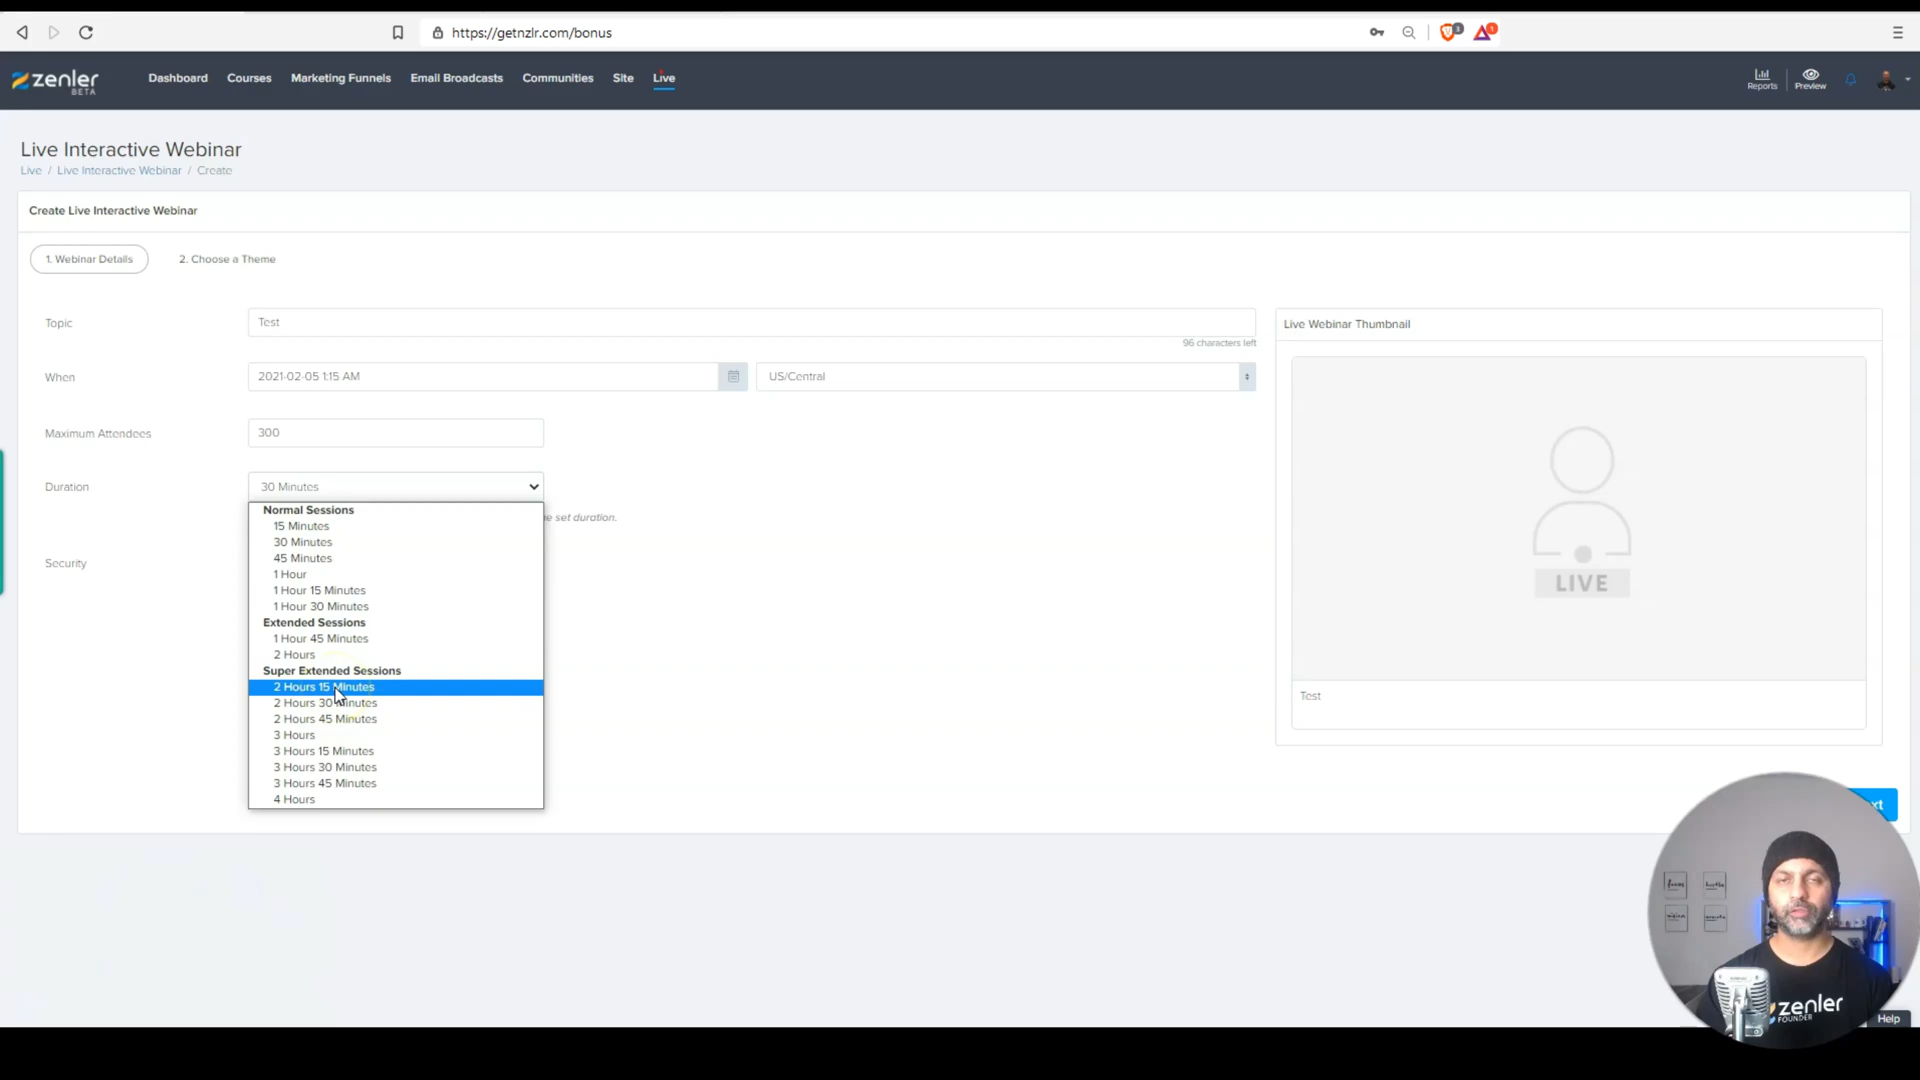 https://getnzlr.com/bonus
zenler
BETA
Dashboard
Courses
Marketing Funnels
Email Broadcasts
Communities
Site
Live
Reports
Preview
Live Interactive Webinar
Live / Live Interactive Webinar / Create
Create Live Interactive Webinar
1. Webinar Details
2. Choose a Theme
Topic
Test
96 characters left
When
2021-02-05 1:15 AM
US/Central
Maximum Attendees
300
Duration
30 Minutes
Normal Sessions
15 Minutes
30 Minutes
45 Minutes
1 Hour
1 Hour 15 Minutes
1 Hour 30 Minutes
Extended Sessions
1 Hour 45 Minutes
2 Hours
Super Extended Sessions
2 Hours 15 Minutes
2 Hours 30 Minutes
2 Hours 45 Minutes
3 Hours
3 Hours 15 Minutes
3 Hours 30 Minutes
3 Hours 45 Minutes
4 Hours
set duration.
Security
Live Webinar Thumbnail
LIVE
Test
zenler
FOUNDER
Help